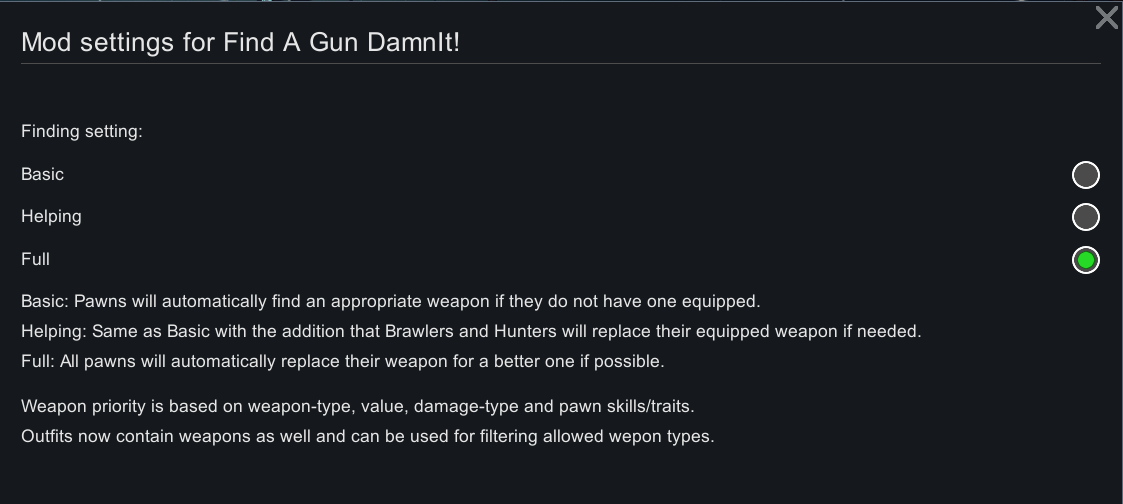 Mod settings for Find A Gun DamnIt!
Finding setting:
Basic
Helping
Full
Basic: Pawns will automatically find an appropriate weapon if they do not have one equipped.
Helping: Same as Basic with the addition that Brawlers and Hunters will replace their equipped weapon if needed.
Full: All pawns will automatically replace their weapon for a better one if possible.
Weapon priority is based on weapon-type, value, damage-type and pawn skills/traits.
Outfits now contain weapons as well and can be used for filtering allowed wepon types.